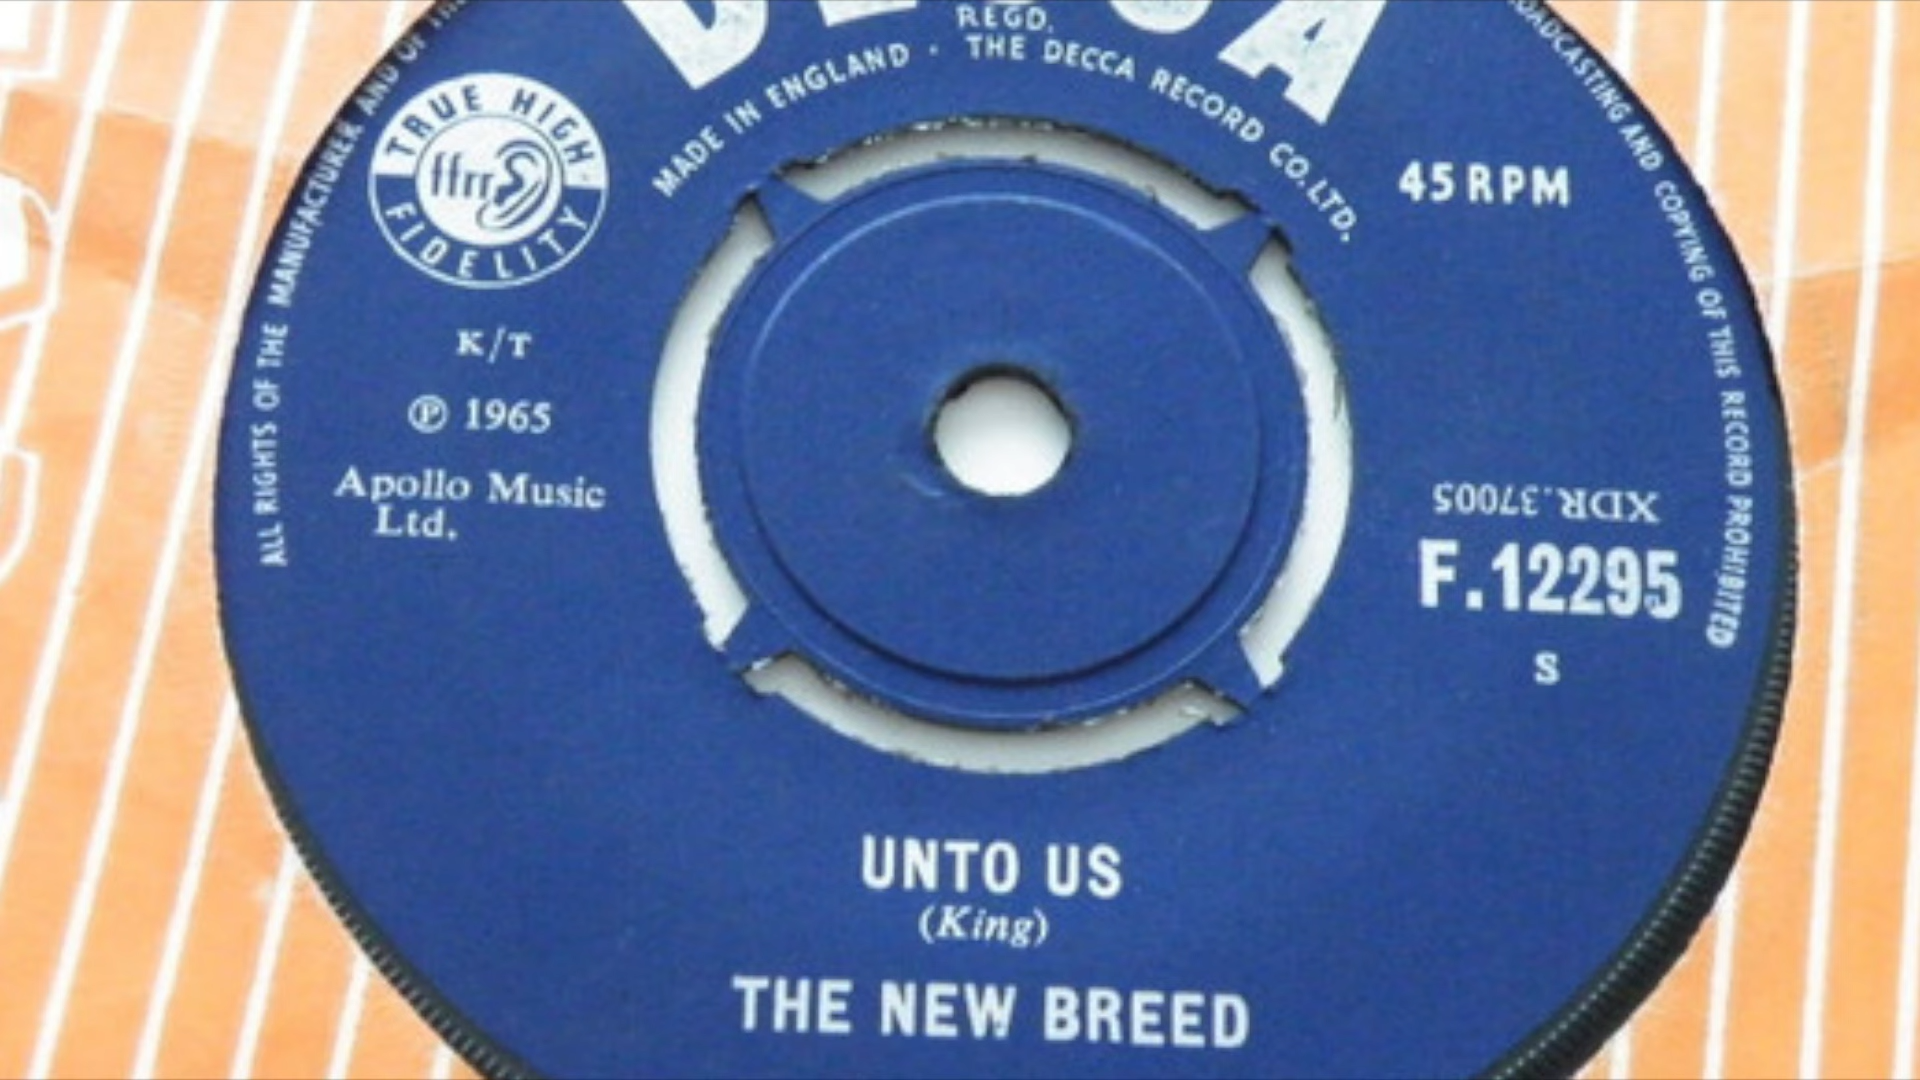 DECCA
REGD.
MADE IN ENGLAND · THE DECCA RECORD CO. LTD.
TRUE HIGH
ffrr
FIDELITY
45 RPM
K/T
℗ 1965
Apollo Music
Ltd.
XDR.37005
F.12295
S
UNTO US
(King)
THE NEW BREED
ALL RIGHTS OF THE MANUFACTURER AND OF THE
BROADCASTING AND COPYING OF THIS RECORD PROHIBITED